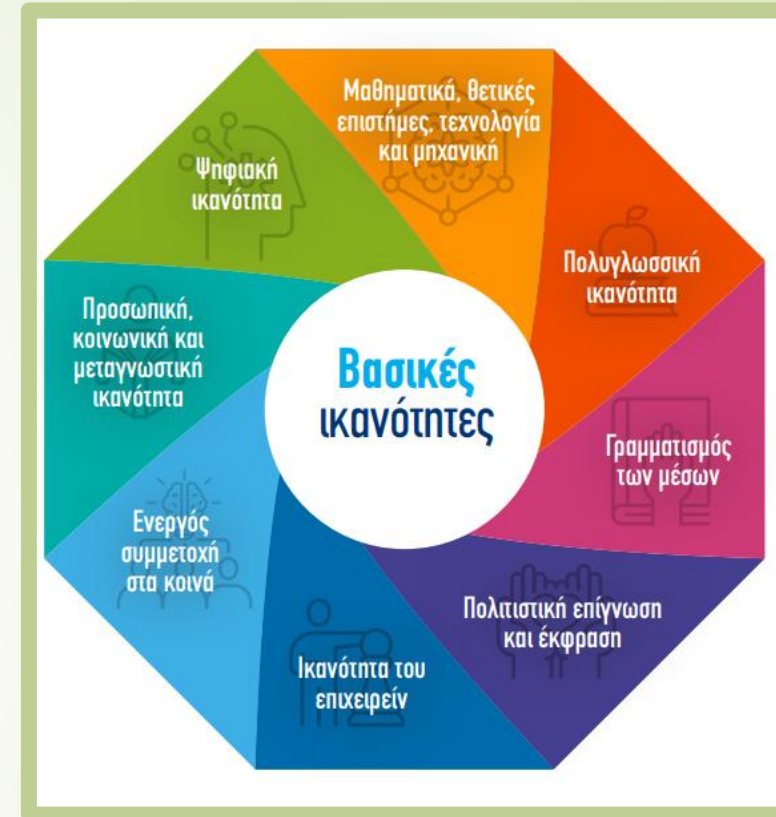 Μαθηματικά, θετικές
επιστήμες, τεχνολογία
και μηχανική
Ψηφιακή
ικανότητα
Πολυγλωσσική
ικανότητα
Προσωπική,
κοινωνική και
μεταγνωστική
ικανότητα
Βασικές
ικανότητες
Γραμματισμός
των μέσων
Ενεργός
συμμετοχή
στα κοινά
Πολιτιστική επίγνωση
και έκφραση
Ικανότητα του
επιχειρείν